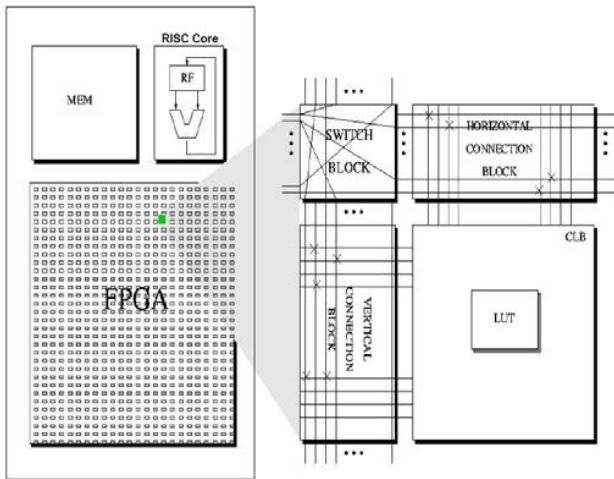 RISC Core
MEM
RF
FPGA
SWITCH
BLOCK
HORIZONTAL
CONNECTION
BLOCK
VERTICAL
CONNECTION
BLOCK
CLB
LUT